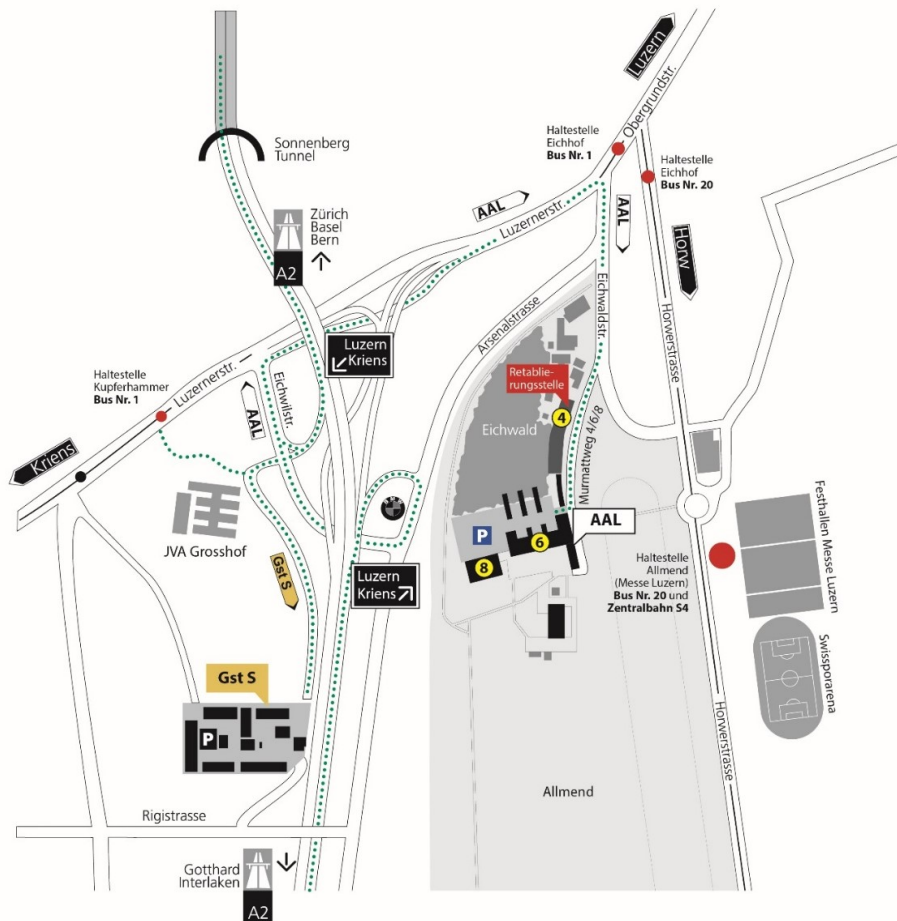 Luzern
Obergrundstr.
Haltestelle
Eichhof
Bus Nr. 1
Haltestelle
Eichhof
Bus Nr. 20
Sonnenberg
Tunnel
AAL
Luzernerstr.
AAL
Zürich
Basel
Bern
A2
Horw
Eichwaldstr.
Arsenalstrasse
Horwerstrasse
Luzern
Kriens
Haltestelle
Kupferhammer
Bus Nr. 1
Luzernerstr.
Eichwilstr.
AAL
Retablie-
rungsstelle
4
Eichwald
Murmattweg 4/6/8
Kriens
JVA Grosshof
P
6
8
AAL
Haltestelle
Allmend
(Messe Luzern)
Bus Nr. 20 und
Zentralbahn S4
Festhallen Messe Luzern
Gst S
Luzern
Kriens
Swissporarena
Gst S
P
Horwerstrasse
Allmend
Rigistrasse
Gotthard
Interlaken
A2